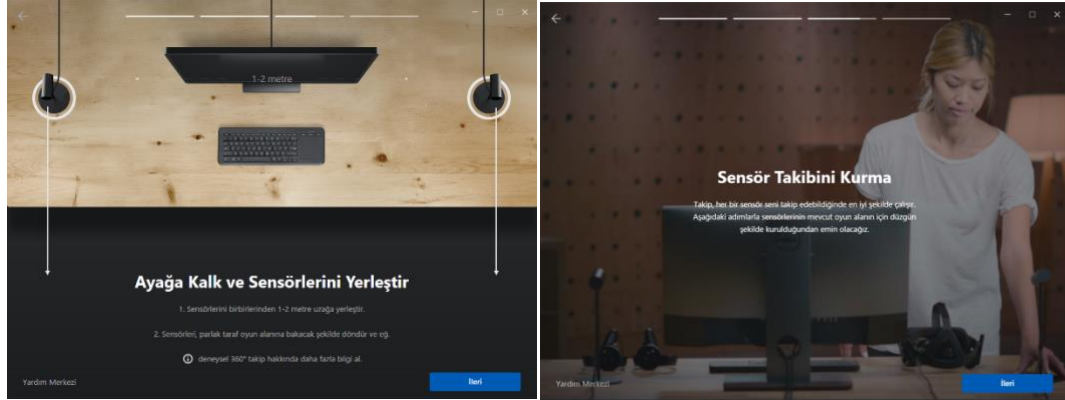 1-2 metre
Ayağa Kalk ve Sensörlerini Yerleştir
1. Sensörlerini birbirlerinden 1-2 metre uzağa yerleştir.
2. Sensörleri, parlak taraf oyun alanına bakacak şekilde döndür ve eğ.
deneysel 360° takip hakkında daha fazla bilgi al.
Yardım Merkezi
İleri
Sensör Takibini Kurma
Takip, her bir sensör seni takip edebildiğinde en iyi şekilde çalışır.
Aşağıdaki adımlarla sensörlerinin mevcut oyun alanın için düzgün
şekilde kurulduğundan emin olacağız.
Yardım Merkezi
İleri